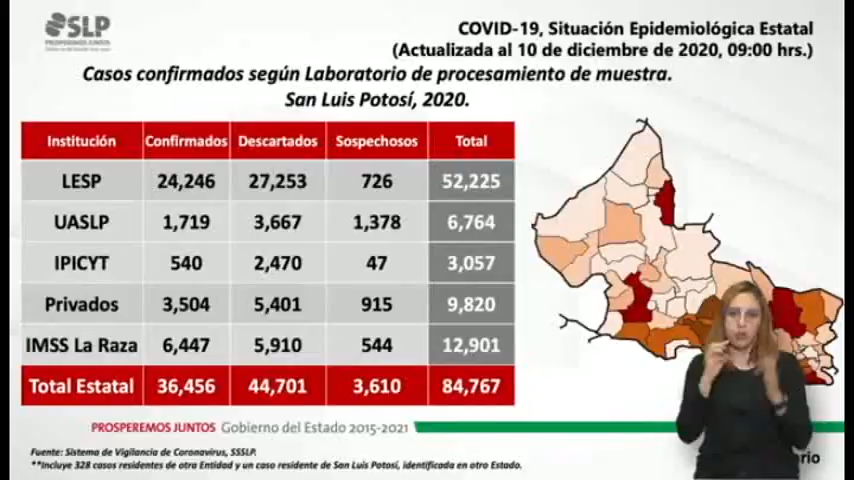 SLP
PROSPEREMOS JUNTOS
COVID-19, Situación Epidemiológica Estatal
(Actualizada al 10 de diciembre de 2020, 09:00 hrs.)
Casos confirmados según Laboratorio de procesamiento de muestra.
San Luis Potosí, 2020.
Institución Confirmados Descartados Sospechosos Total
LESP 24,246 27,253 726 52,225
UASLP 1,719 3,667 1,378 6,764
IPICYT 540 2,470 47 3,057
Privados 3,504 5,401 915 9,820
IMSS La Raza 6,447 5,910 544 12,901
Total Estatal 36,456 44,701 3,610 84,767
PROSPEREMOS JUNTOS Gobierno del Estado 2015-2021
Fuente: Sistema de Vigilancia de Coronavirus, SSSLP.
**Incluye 328 casos residentes de otra Entidad y un caso residente de San Luis Potosí, identificada en otro Estado.